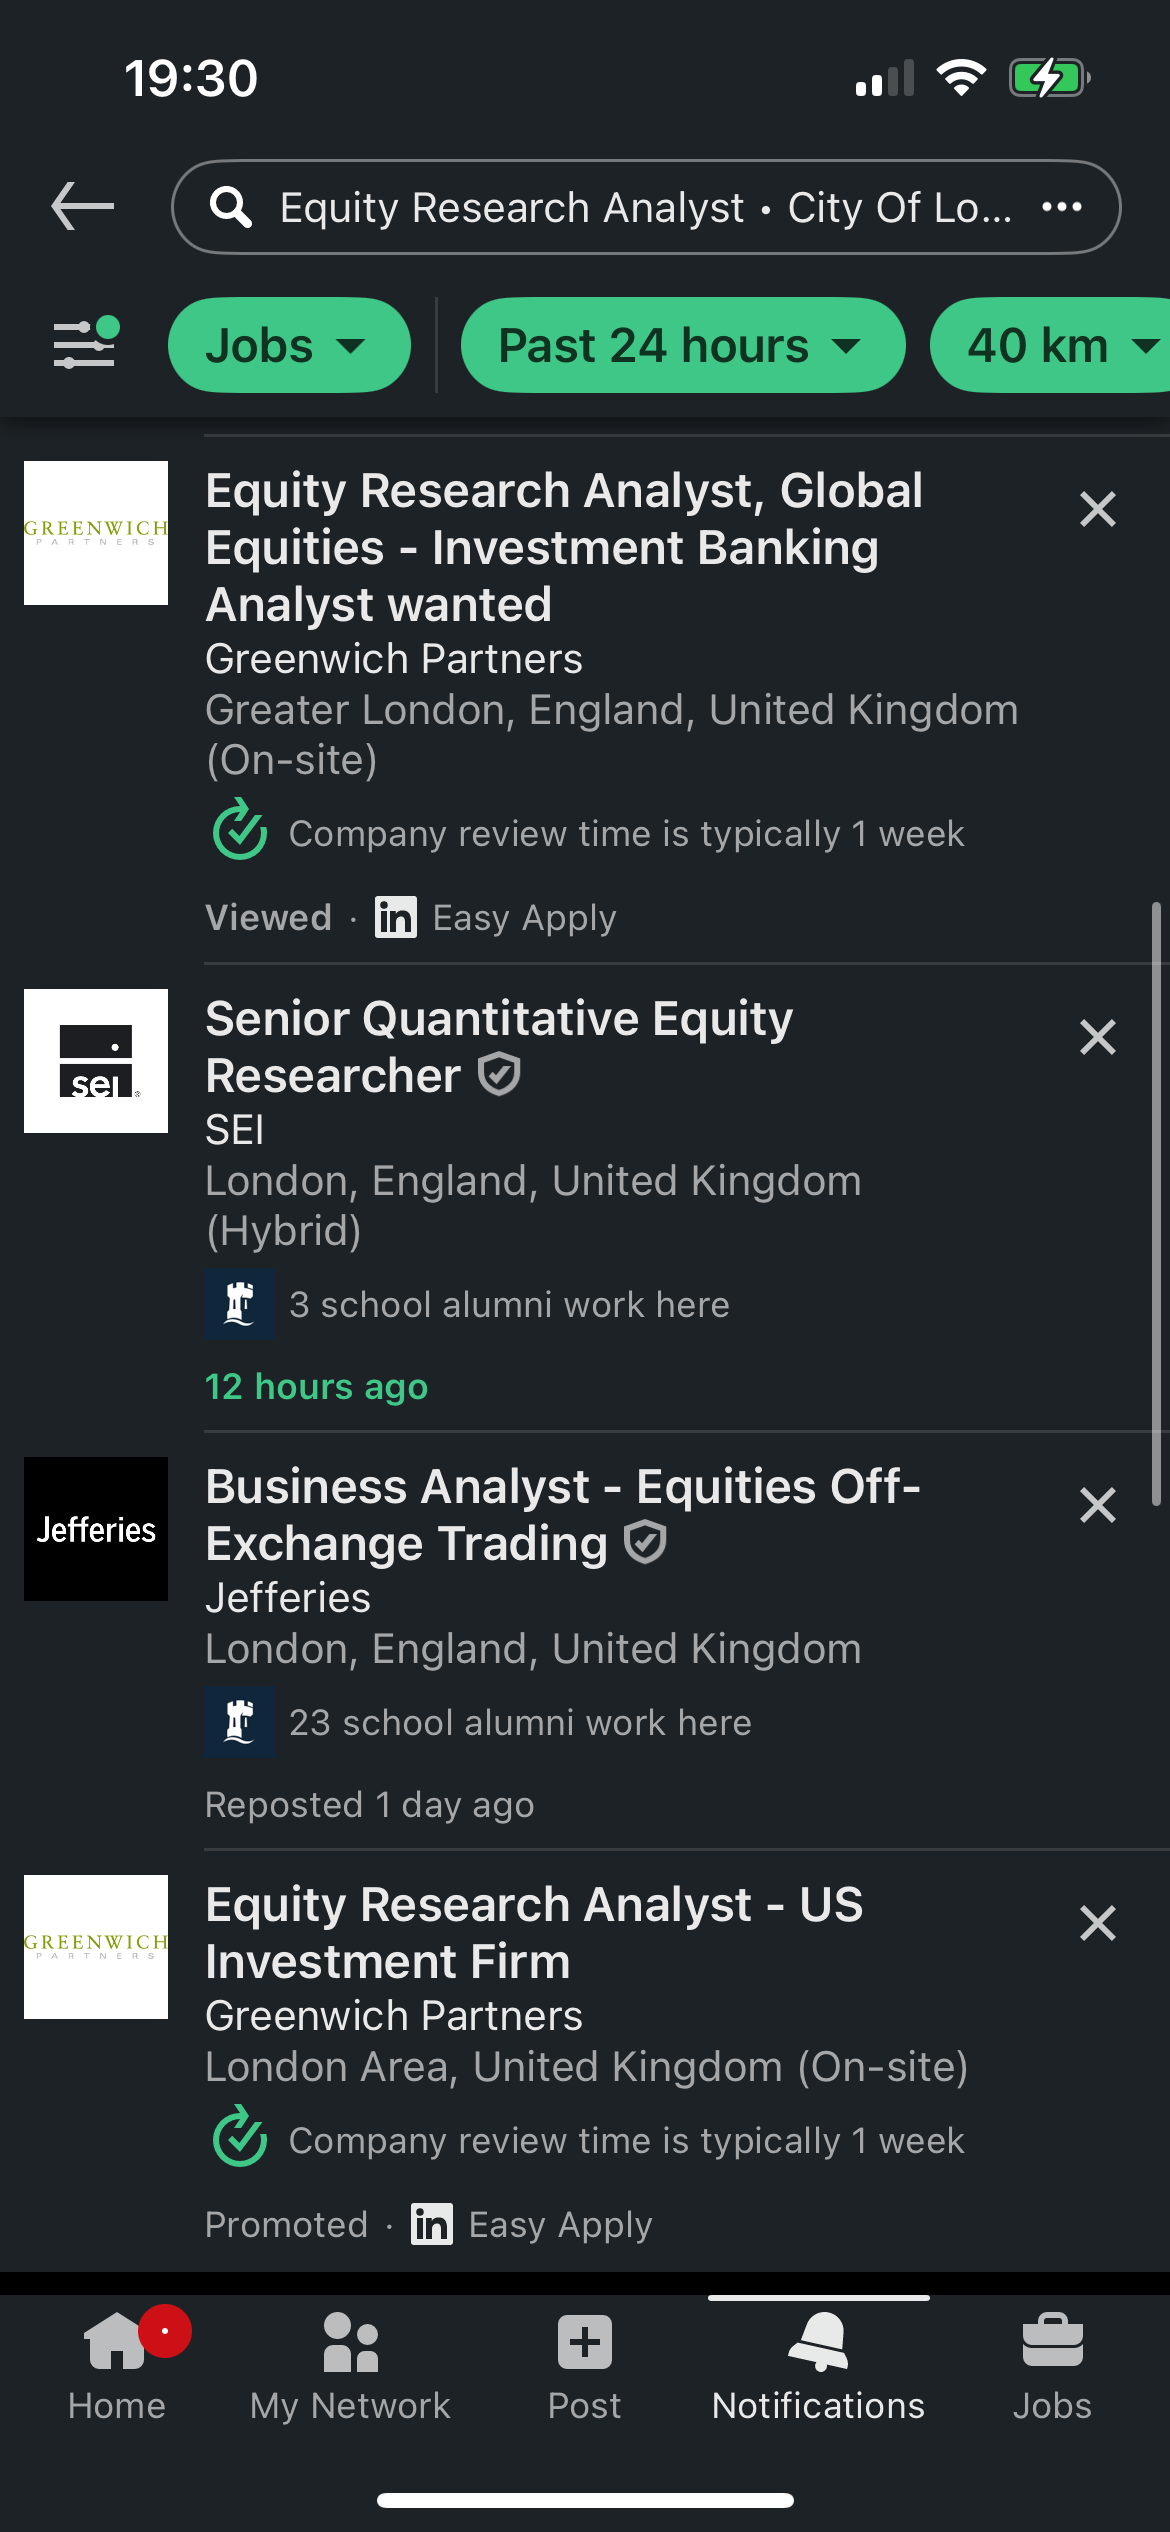 19:30
Equity Research Analyst • City Of Lo...
Jobs
Past 24 hours
40 km
GREENWICH
PARTNERS
Equity Research Analyst, Global
Equities - Investment Banking
Analyst wanted
Greenwich Partners
Greater London, England, United Kingdom
(On-site)
Company review time is typically 1 week
Viewed · in Easy Apply
sei
Senior Quantitative Equity
Researcher
SEI
London, England, United Kingdom
(Hybrid)
3 school alumni work here
12 hours ago
Jefferies
Business Analyst - Equities Off-
Exchange Trading
Jefferies
London, England, United Kingdom
23 school alumni work here
Reposted 1 day ago
GREENWICH
PARTNERS
Equity Research Analyst - US
Investment Firm
Greenwich Partners
London Area, United Kingdom (On-site)
Company review time is typically 1 week
Promoted · in Easy Apply
Home
My Network
Post
Notifications
Jobs